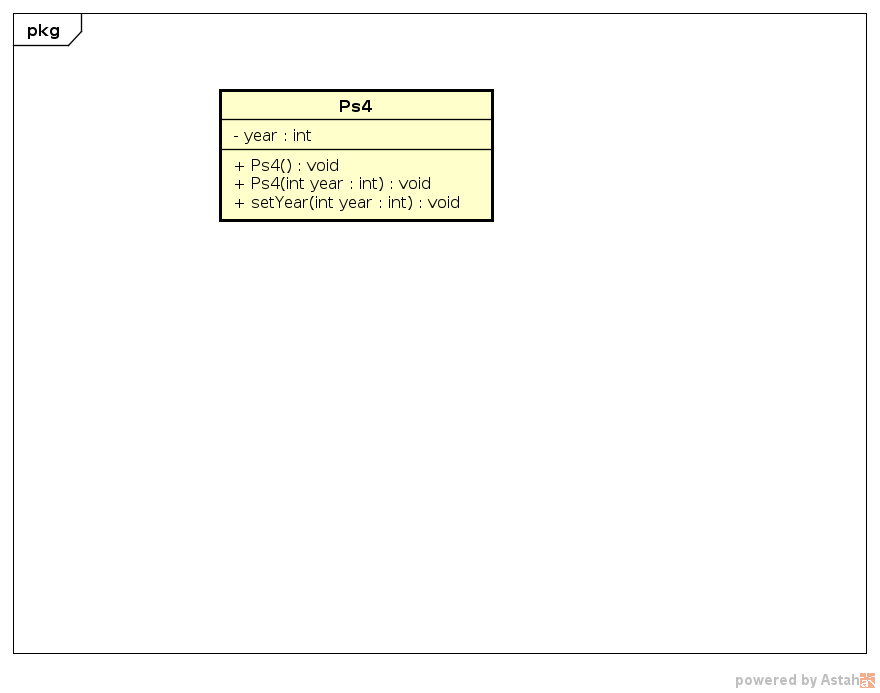 pkg
Ps4
- year : int
+ Ps4() : void
+ Ps4(int year : int) : void
+ setYear(int year : int) : void
powered by Astah